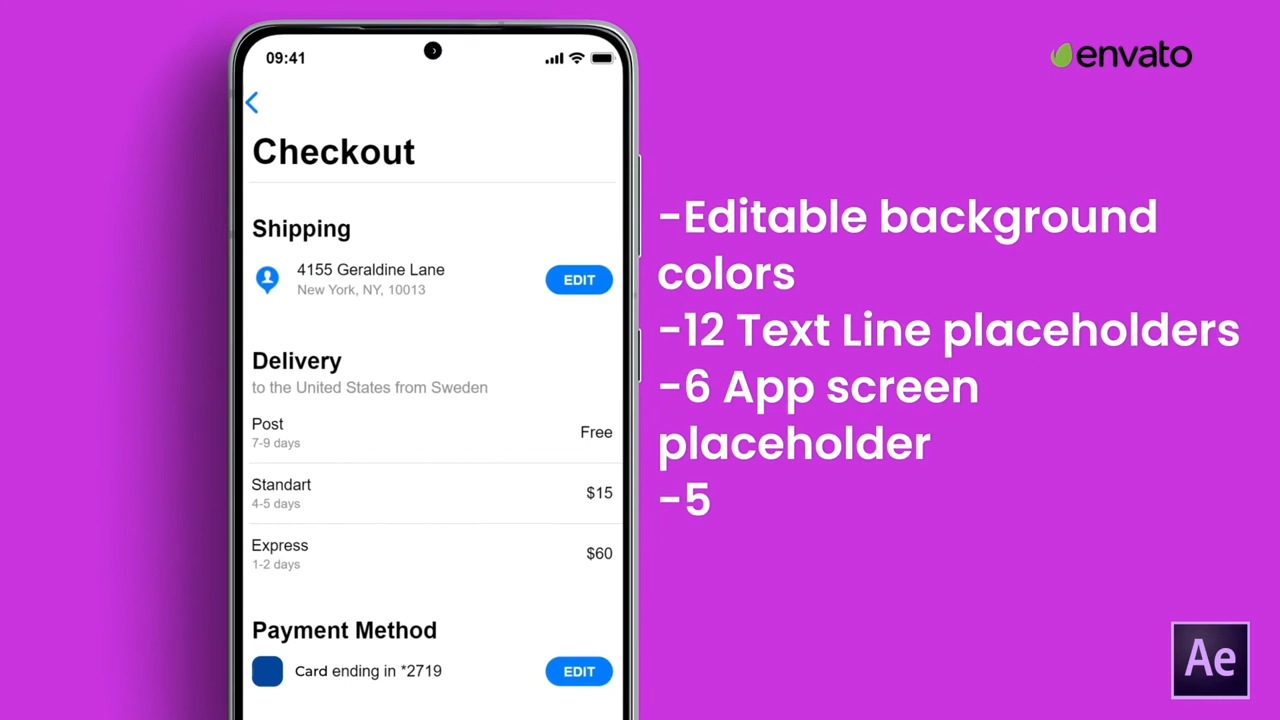 09:41
envato
Checkout
Shipping
4155 Geraldine Lane
New York, NY, 10013
EDIT
Delivery
to the United States from Sweden
Post
7-9 days
Free
Standart
4-5 days
$15
Express
1-2 days
$60
Payment Method
Card ending in *2719
EDIT
-Editable background
colors
-12 Text Line placeholders
-6 App screen
placeholder
-5
Ae